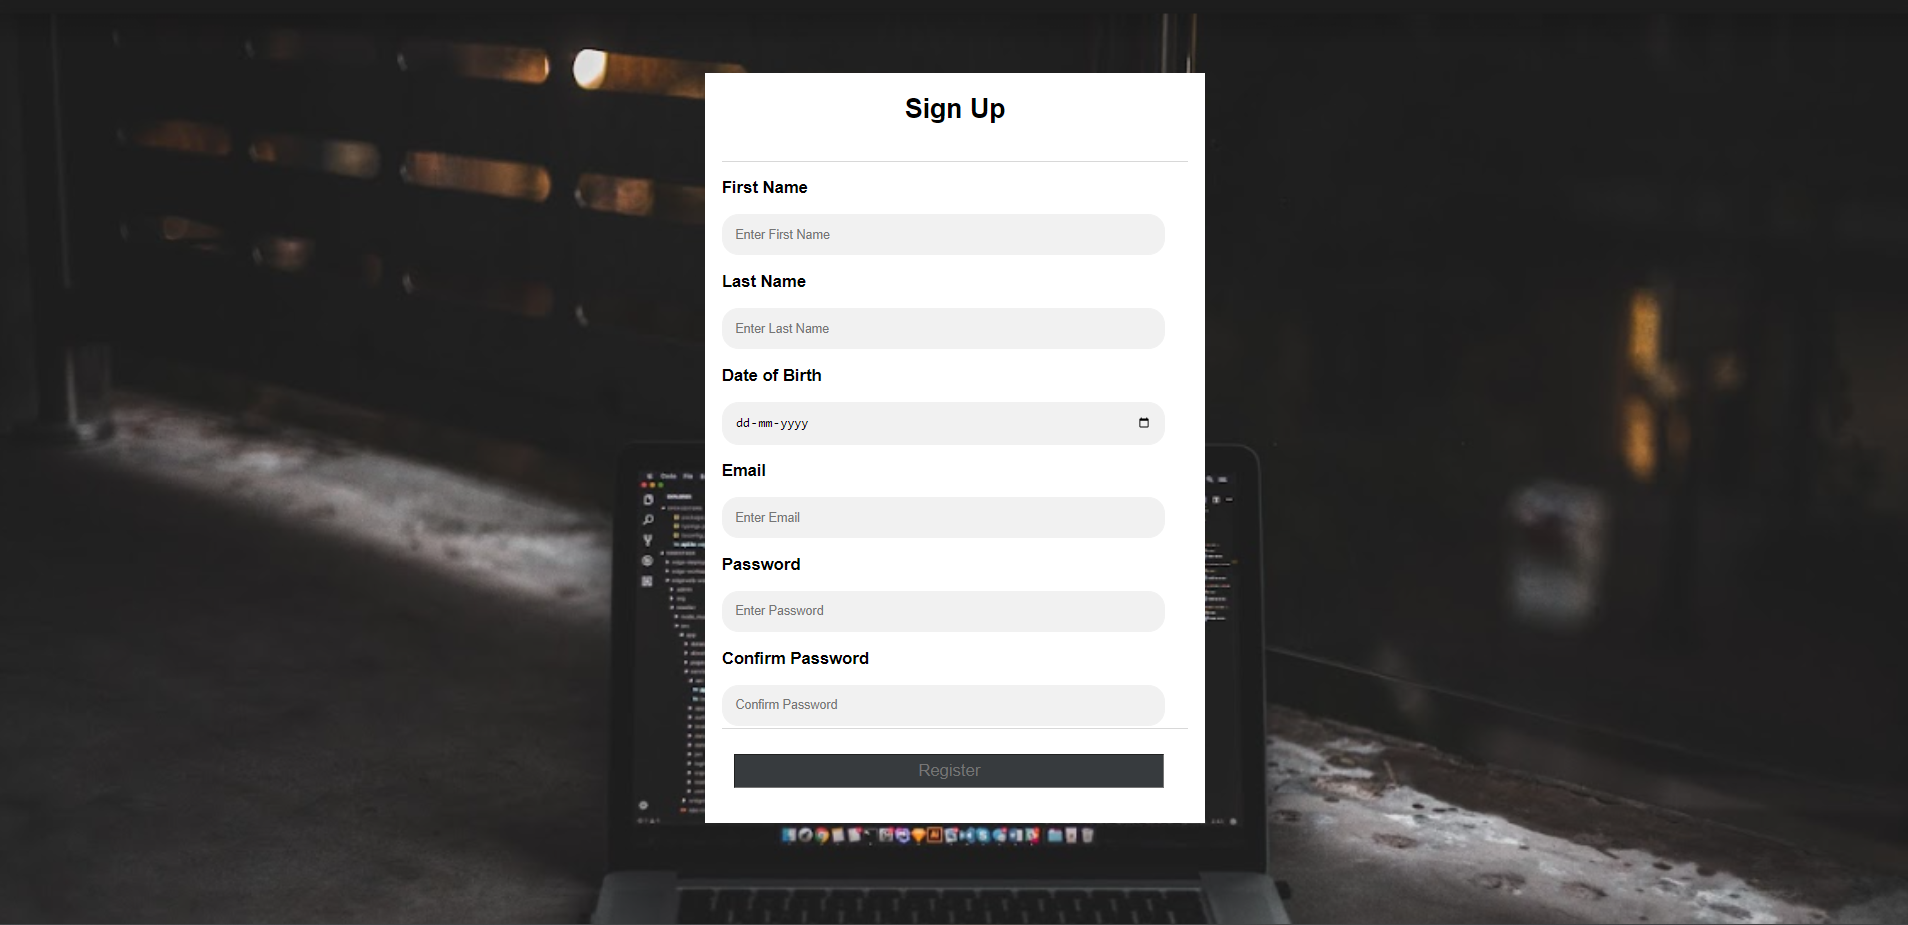 Sign Up
First Name
Enter First Name
Last Name
Enter Last Name
Date of Birth
dd-mm-yyyy
Email
Enter Email
Password
Enter Password
Confirm Password
Confirm Password
Register